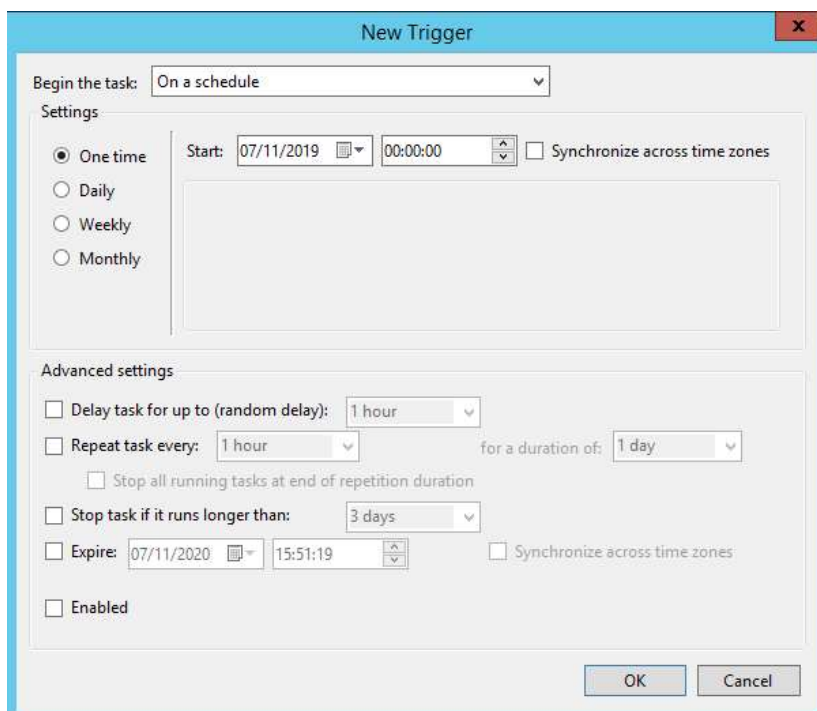 New Trigger
x
Begin the task: On a schedule
Settings
One time
Start: 07/11/2019 00:00:00 Synchronize across time zones
Daily
Weekly
Monthly
Advanced settings
Delay task for up to (random delay): 1 hour
Repeat task every: 1 hour for a duration of: 1 day
Stop all running tasks at end of repetition duration
Stop task if it runs longer than: 3 days
Expire: 07/11/2020 15:51:19 Synchronize across time zones
Enabled
OK Cancel